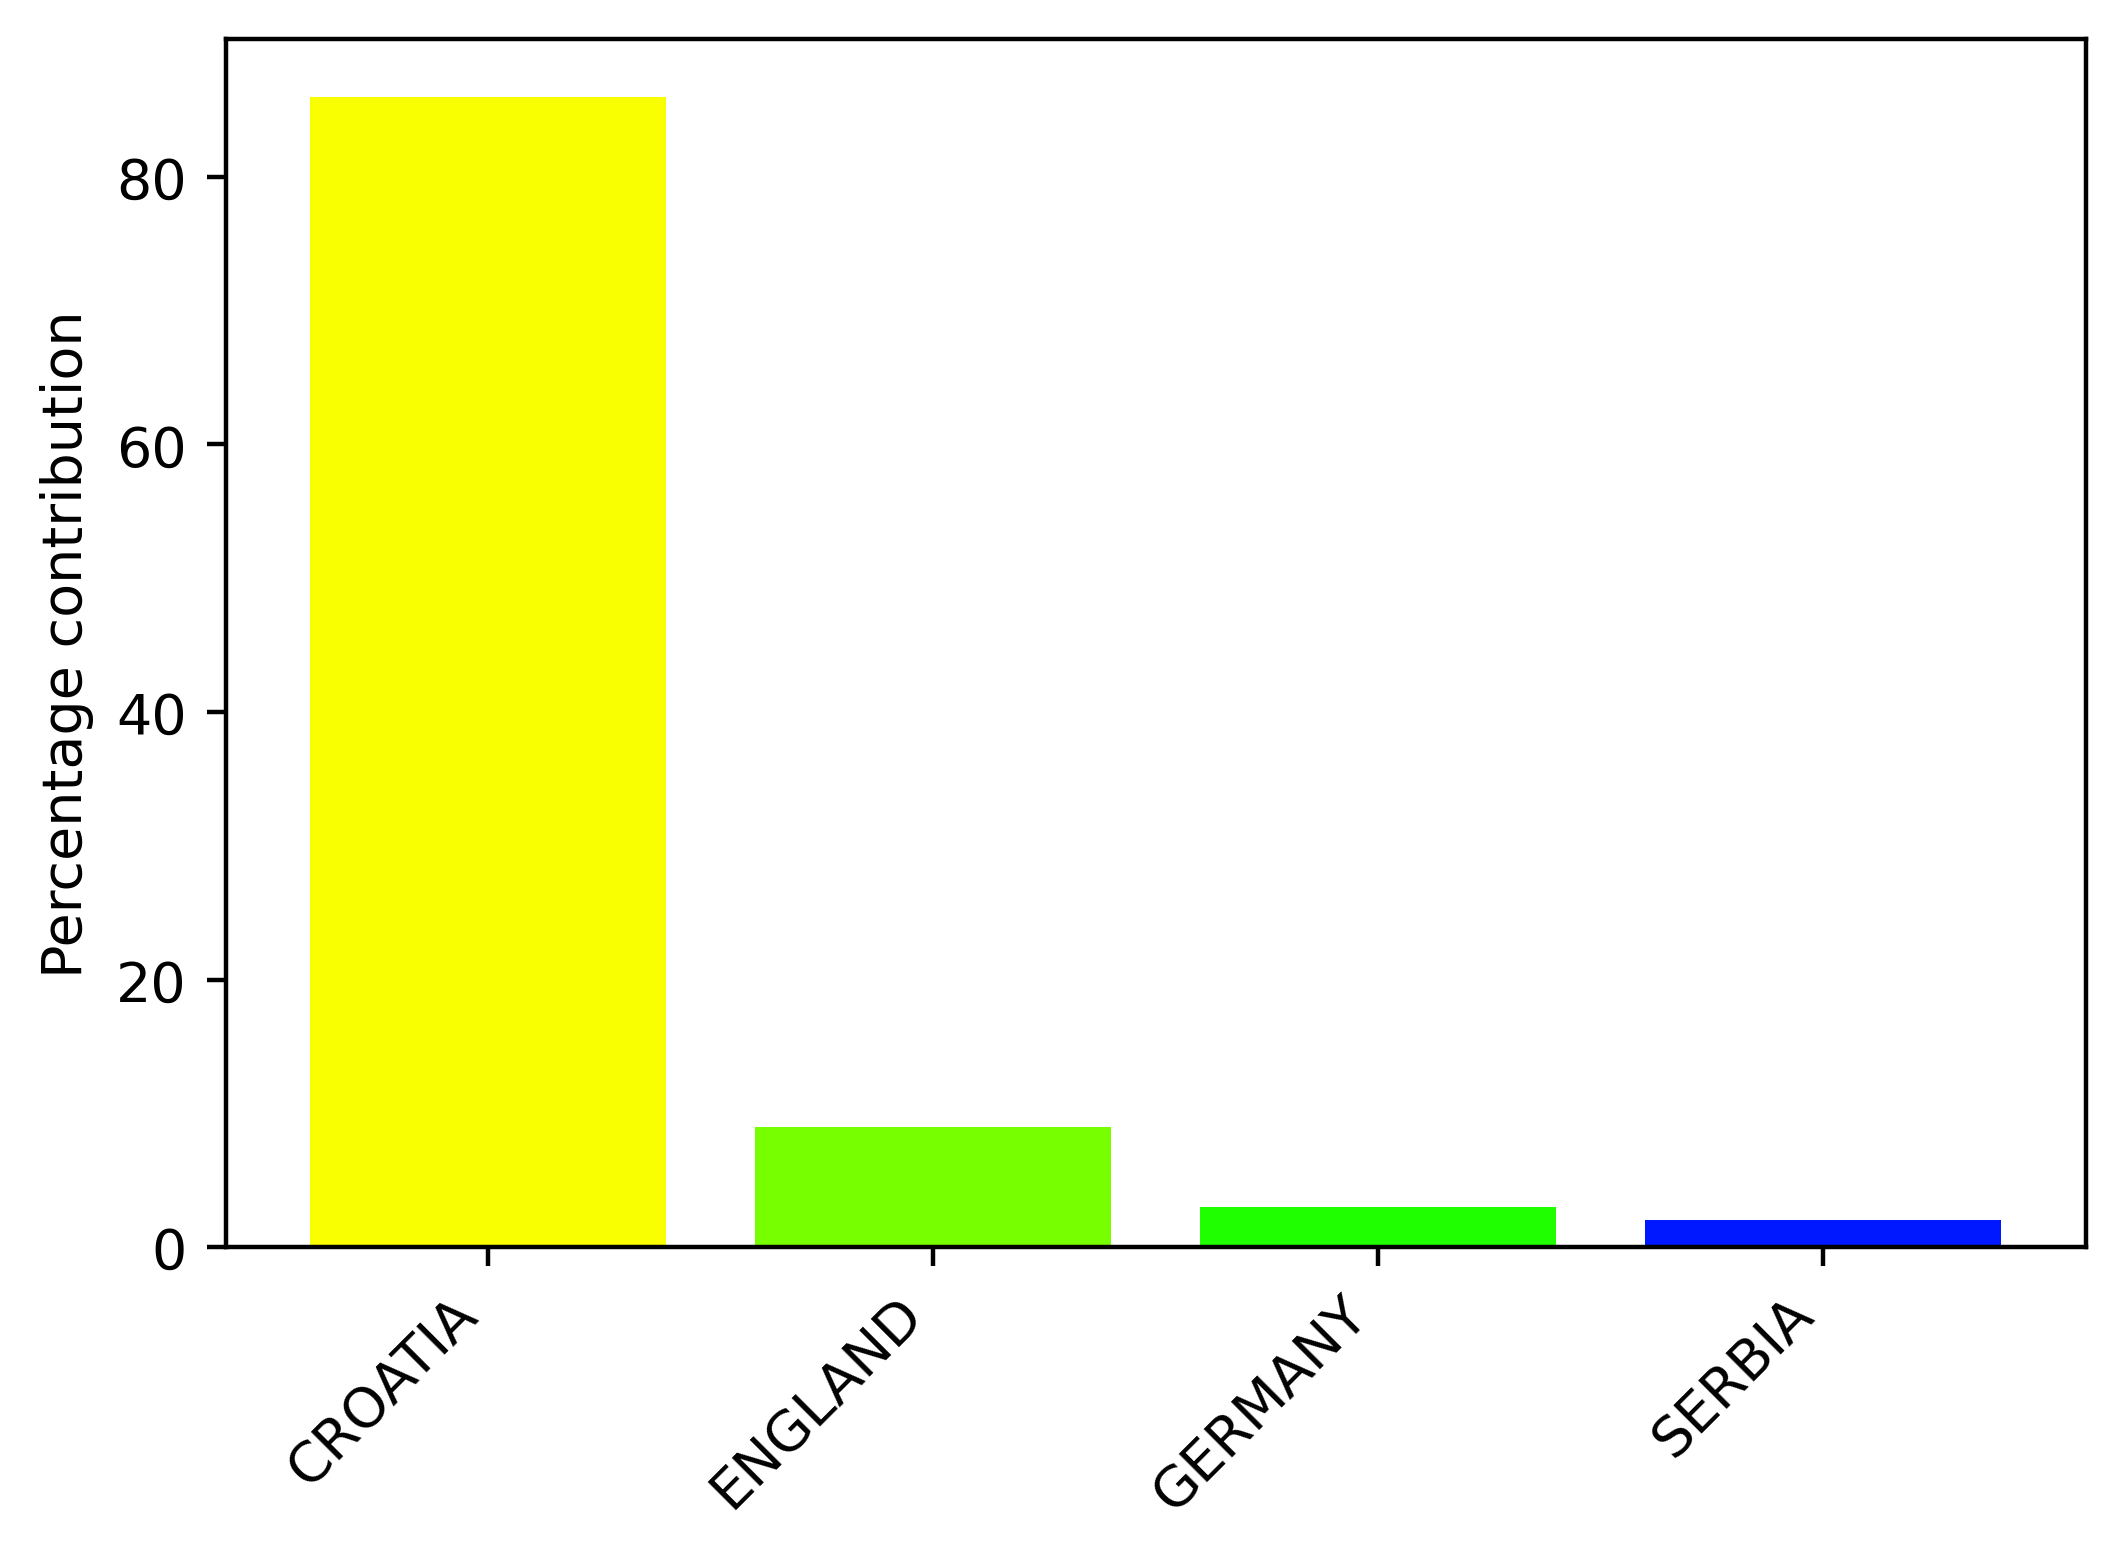 Percentage contribution
80
60
40
20
0
CROATIA
ENGLAND
GERMANY
SERBIA